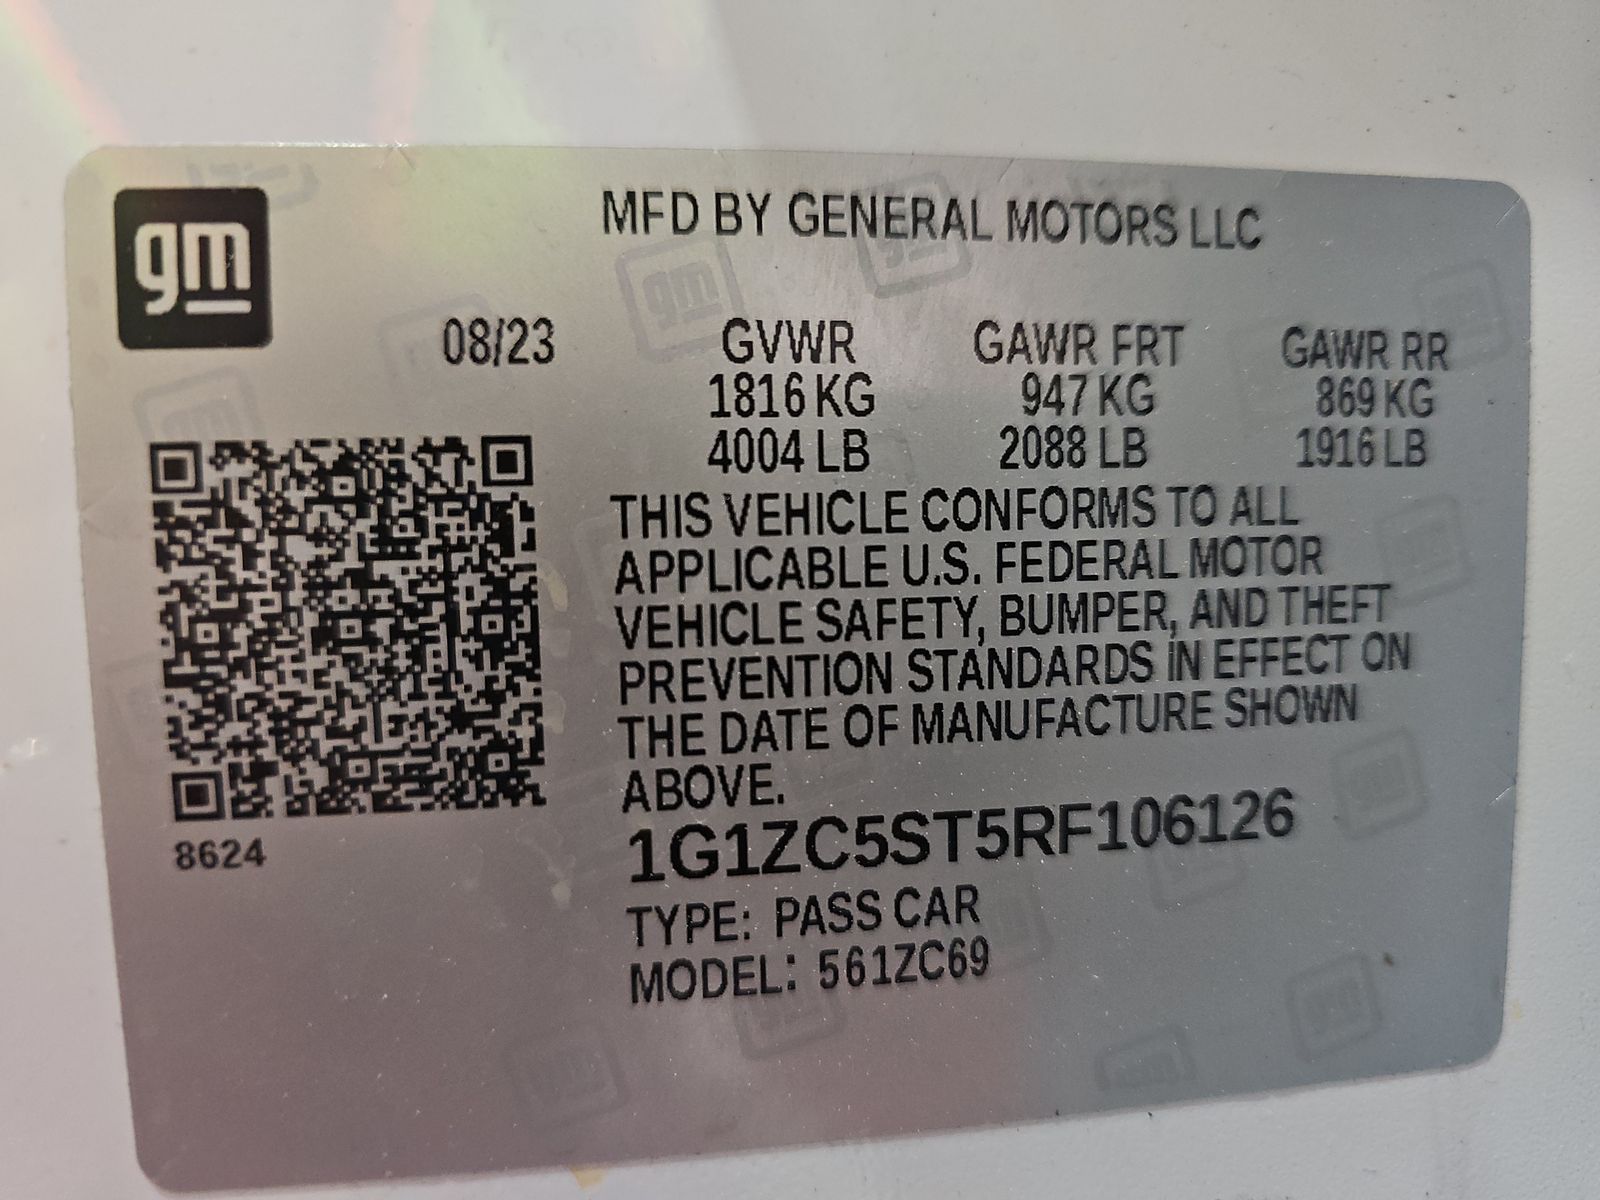 gm
MFD BY GENERAL MOTORS LLC
08/23 GVWR GAWR FRT GAWR RR
1816 KG 947 KG 869 KG
4004 LB 2088 LB 1916 LB
THIS VEHICLE CONFORMS TO ALL
APPLICABLE U.S. FEDERAL MOTOR
VEHICLE SAFETY, BUMPER, AND THEFT
PREVENTION STANDARDS IN EFFECT ON
THE DATE OF MANUFACTURE SHOWN
ABOVE.
8624
1G1ZC5ST5RF106126
TYPE: PASS CAR
MODEL: 561ZC69